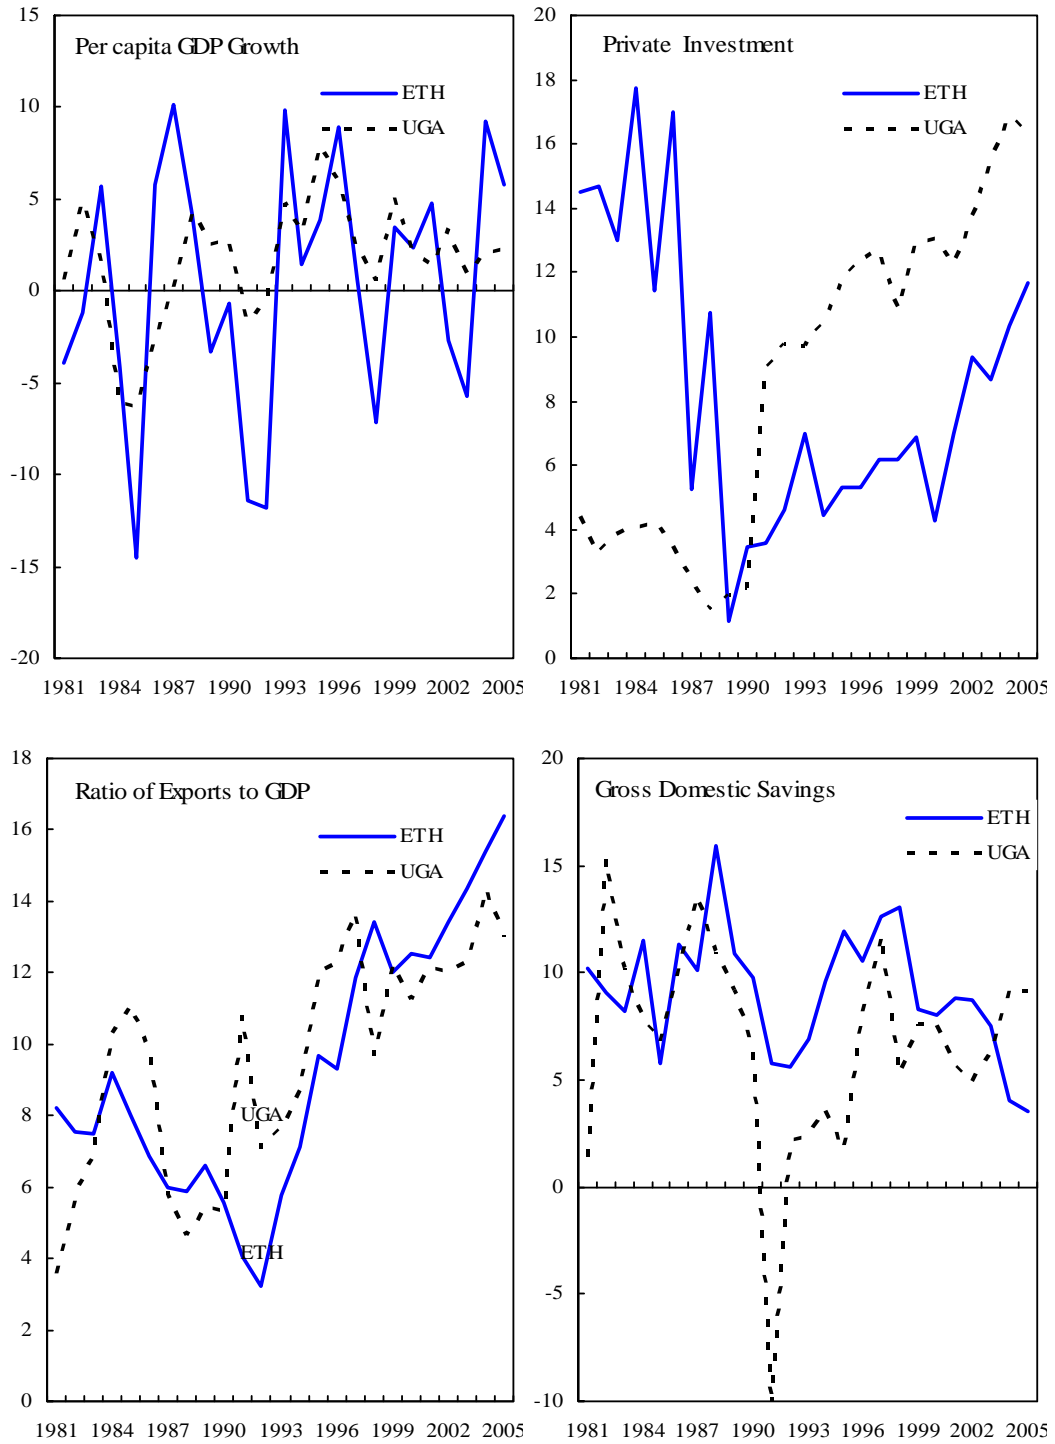 15
Per capita GDP Growth
ETH
10
UGA
5
0
-5
-10
-15
-20
1981 1984 1987 1990 1993 1996 1999 2002 2005
20
Private Investment
18
ETH
16
UGA
14
12
10
8
6
4
2
0
1981 1984 1987 1990 1993 1996 1999 2002 2005
18
Ratio of Exports to GDP
16
ETH
UGA
14
12
10
8
UGA
6
4
ETH
2
0
1981 1984 1987 1990 1993 1996 1999 2002 2005
20
Gross Domestic Savings
ETH
15
UGA
10
5
0
-5
-10
1981 1984 1987 1990 1993 1996 1999 2002 2005